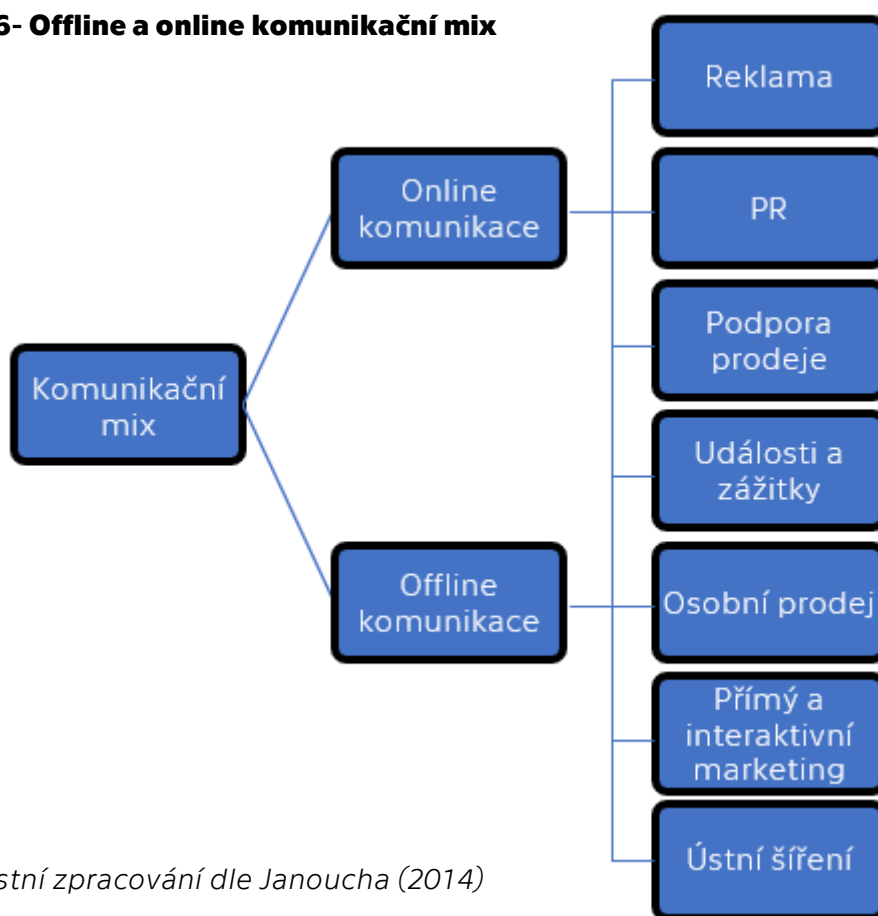 6- Offline a online komunikační mix
Reklama
Online
komunikace
PR
Podpora
prodeje
Komunikační
mix
Události a
zážitky
Offline
komunikace
Osobní prodej
Přímý a
interaktivní
marketing
Ústní šíření
stní zpracování dle Janoucha (2014)